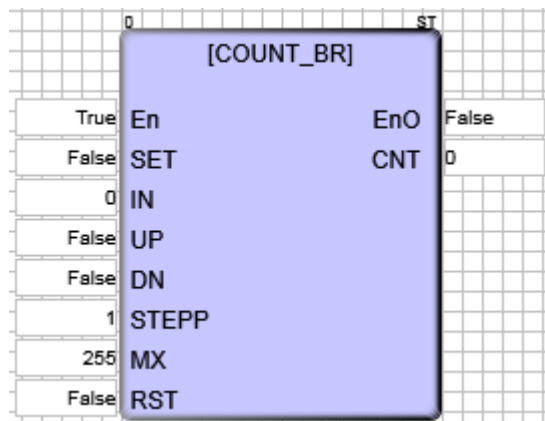 0 ST
[COUNT_BR]
True En EnO False
False SET CNT 0
0 IN
False UP
False DN
1 STEPP
255 MX
False RST